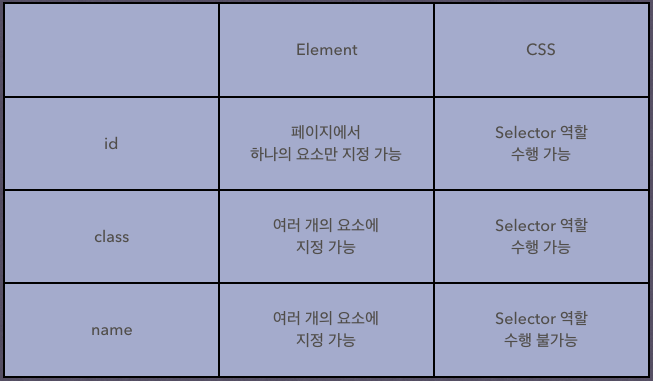 Element
CSS
id
페이지에서
하나의 요소만 지정 가능
Selector 역할
수행 가능
class
여러 개의 요소에
지정 가능
Selector 역할
수행 가능
name
여러 개의 요소에
지정 가능
Selector 역할
수행 불가능